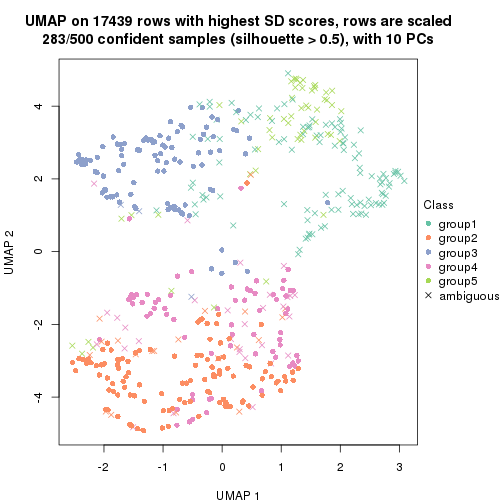 UMAP on 17439 rows with highest SD scores, rows are scaled
283/500 confident samples (silhouette > 0.5), with 10 PCs
4
2
0
-2
-4
UMAP 2
-2
-1
0
1
2
3
UMAP 1
Class
group1
group2
group3
group4
group5
ambiguous